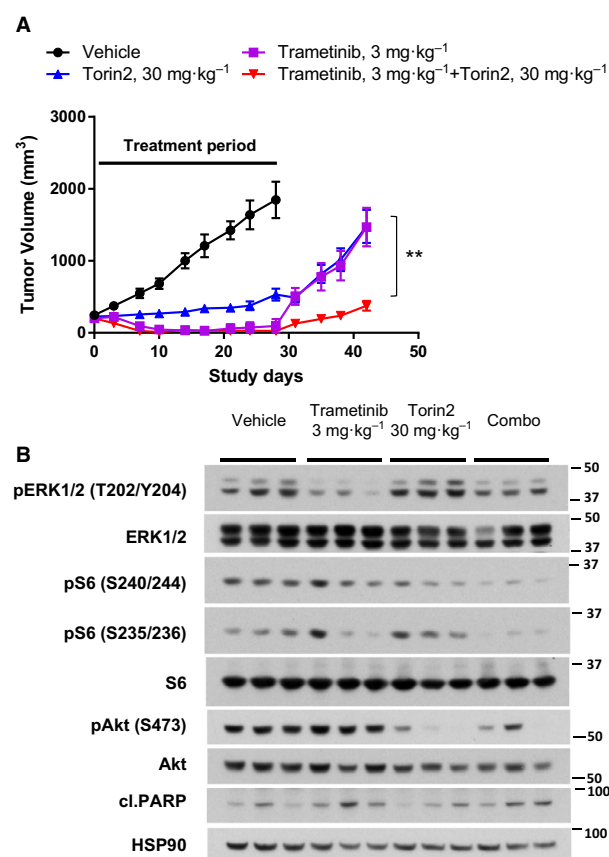 A
Vehicle
Trametinib, 3 mg·kg⁻¹
Torin2, 30 mg·kg⁻¹
Trametinib, 3 mg·kg⁻¹+Torin2, 30 mg·kg⁻¹
Treatment period
Tumor Volume (mm³)
3000
2000
1000
0
**
0 10 20 30 40 50
Study days
B
Vehicle
Trametinib
3 mg·kg⁻¹
Torin2
30 mg·kg⁻¹
Combo
pERK1/2 (T202/Y204)
50
37
ERK1/2
50
37
pS6 (S240/244)
37
pS6 (S235/236)
37
S6
37
pAkt (S473)
50
Akt
50
cl.PARP
100
HSP90
100